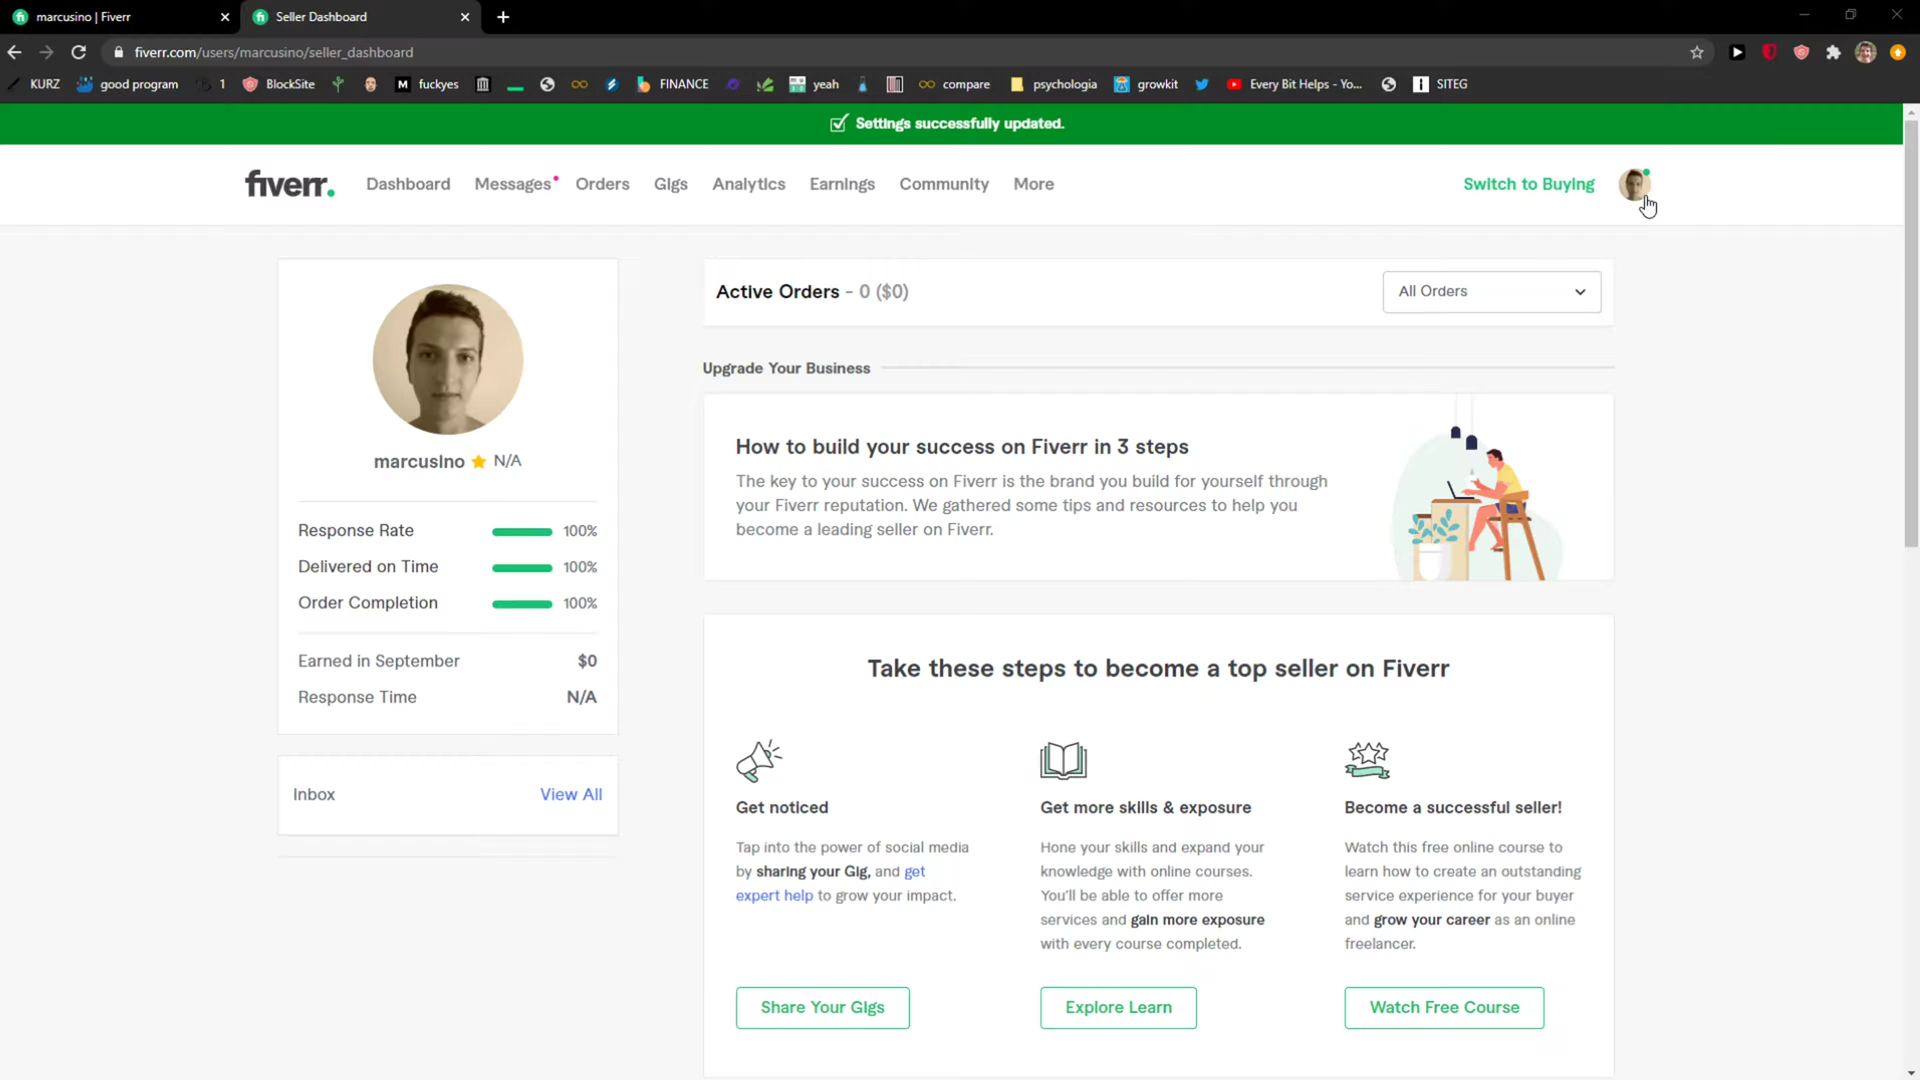 marcusino | Fiverr
Seller Dashboard
fiverr.com/users/marcusino/seller_dashboard
KURZ
good program
1
BlockSite
M
fuckyes
FINANCE
yeah
compare
psychologia
growkit
Every Bit Helps - Yo...
SITEG
Settings successfully updated.
fiverr.
Dashboard
Messages
Orders
Gigs
Analytics
Earnings
Community
More
Switch to Buying
Active Orders - 0 ($0)
All Orders
Upgrade Your Business
How to build your success on Fiverr in 3 steps
The key to your success on Fiverr is the brand you build for yourself through
your Fiverr reputation. We gathered some tips and resources to help you
become a leading seller on Fiverr.
marcusino N/A
Response Rate 100%
Delivered on Time 100%
Order Completion 100%
Earned in September $0
Response Time N/A
Inbox View All
Take these steps to become a top seller on Fiverr
Get noticed
Tap into the power of social media
by sharing your Gig, and get
expert help to grow your impact.
Share Your Gigs
Get more skills & exposure
Hone your skills and expand your
knowledge with online courses.
You'll be able to offer more
services and gain more exposure
with every course completed.
Explore Learn
Become a successful seller!
Watch this free online course to
learn how to create an outstanding
service experience for your buyer
and grow your career as an online
freelancer.
Watch Free Course